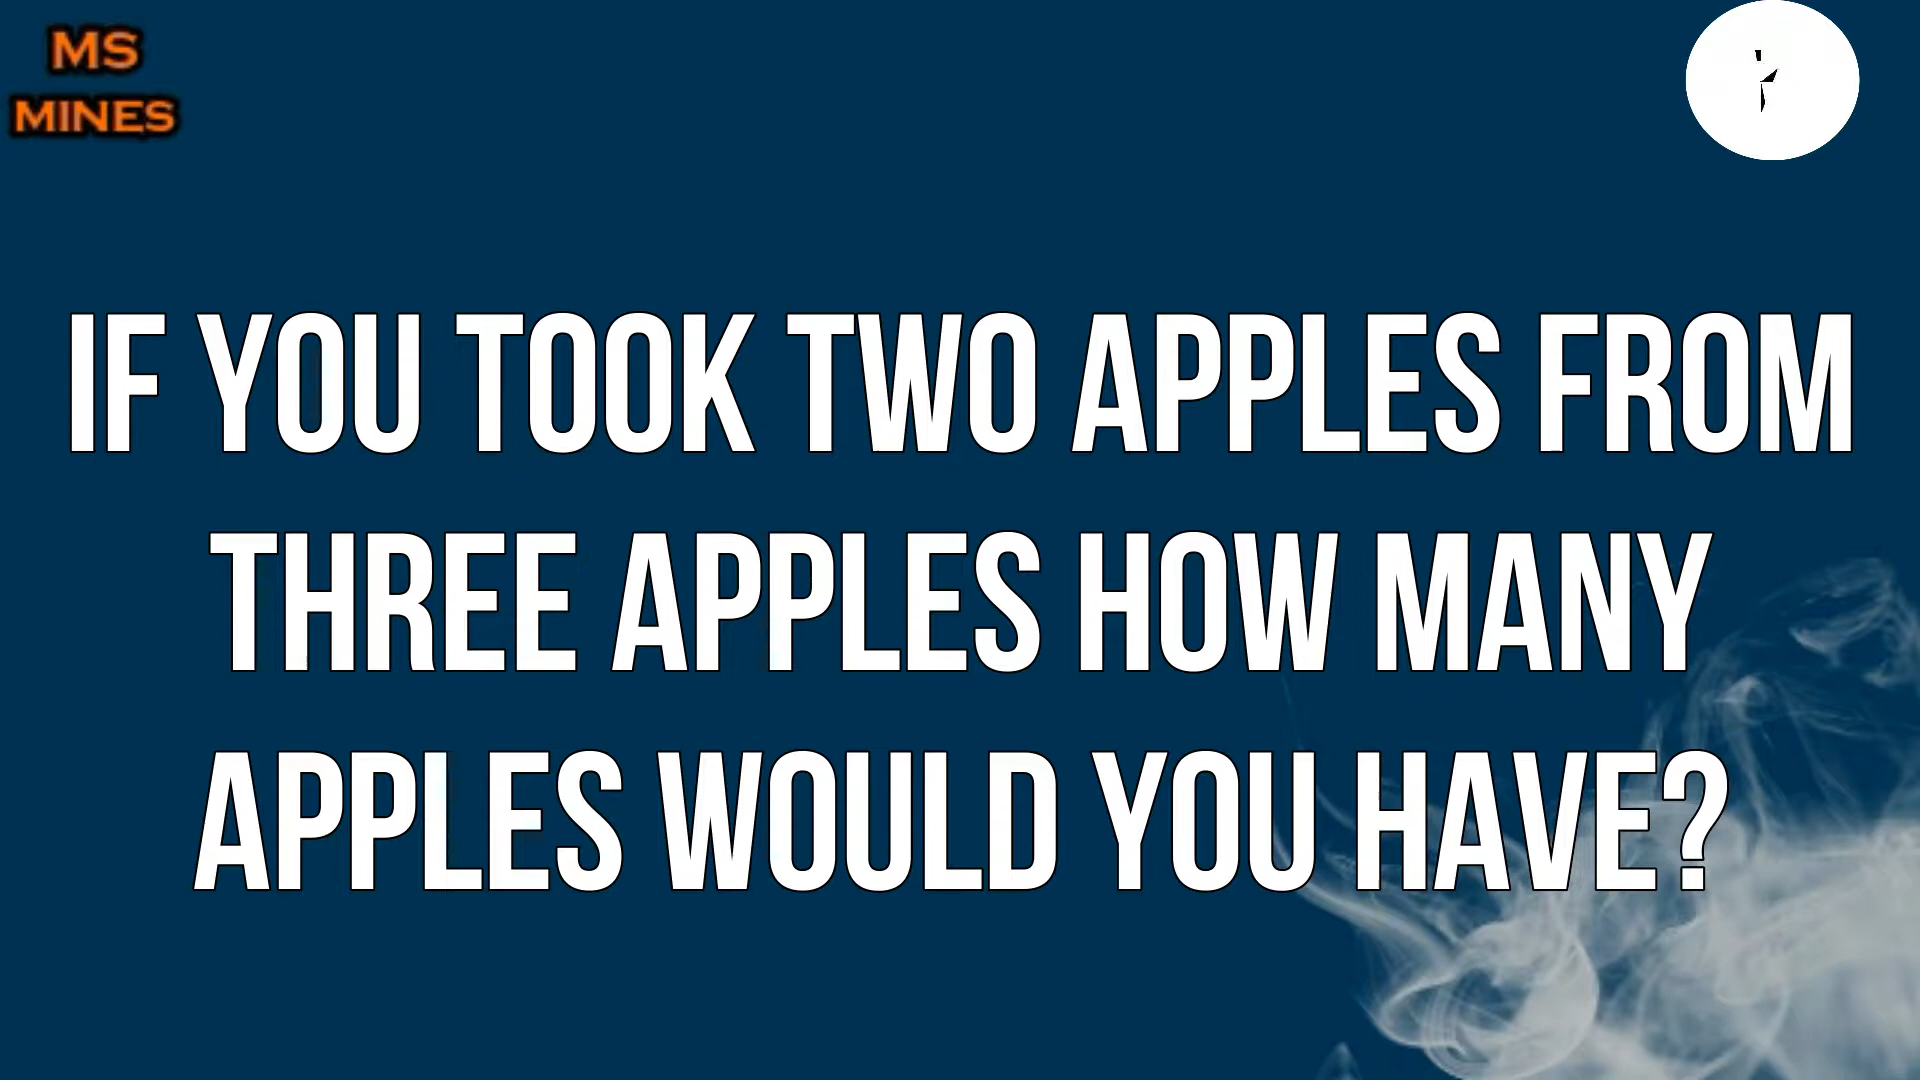 MS
MINES
IF YOU TOOK TWO APPLES FROM
THREE APPLES HOW MANY
APPLES WOULD YOU HAVE?